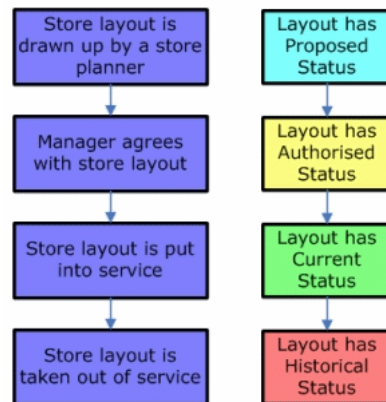 Store layout is
drawn up by a store
planner
Layout has
Proposed
Status
Manager agrees
with store layout
Layout has
Authorised
Status
Store layout is put
into service
Layout has
Current
Status
Store layout is
taken out of service
Layout has
Historical
Status